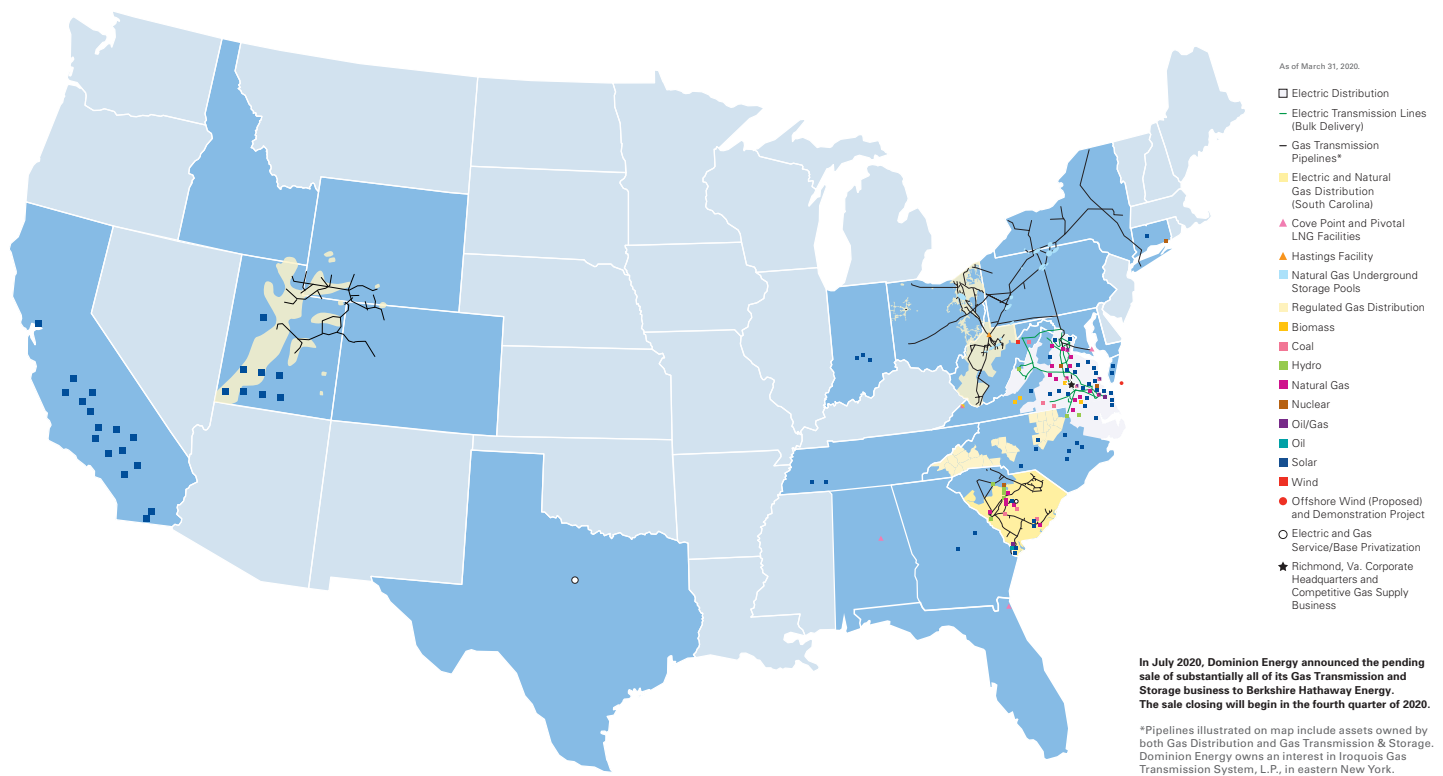 As of March 31, 2020.
Electric Distribution
Electric Transmission Lines
(Bulk Delivery)
Gas Transmission
Pipelines*
Electric and Natural
Gas Distribution
(South Carolina)
Cove Point and Pivotal
LNG Facilities
Hastings Facility
Natural Gas Underground
Storage Pools
Regulated Gas Distribution
Biomass
Coal
Hydro
Natural Gas
Nuclear
Oil/Gas
Oil
Solar
Wind
Offshore Wind (Proposed)
and Demonstration Project
Electric and Gas
Service/Base Privatization
Richmond, Va. Corporate
Headquarters and
Competitive Gas Supply
Business
In July 2020, Dominion Energy announced the pending
sale of substantially all of its Gas Transmission and
Storage business to Berkshire Hathaway Energy.
The sale closing will begin in the fourth quarter of 2020.
*Pipelines illustrated on map include assets owned by
both Gas Distribution and Gas Transmission & Storage.
Dominion Energy owns an interest in Iroquois Gas
Transmission System, L.P., in eastern New York.